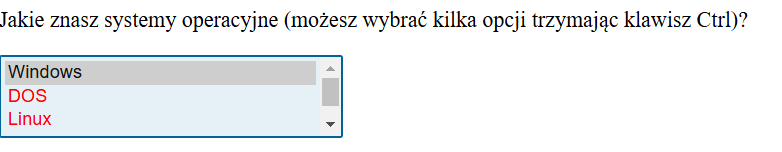 Jakie znasz systemy operacyjne (możesz wybrać kilka opcji trzymając klawisz Ctrl)?
Windows
DOS
Linux